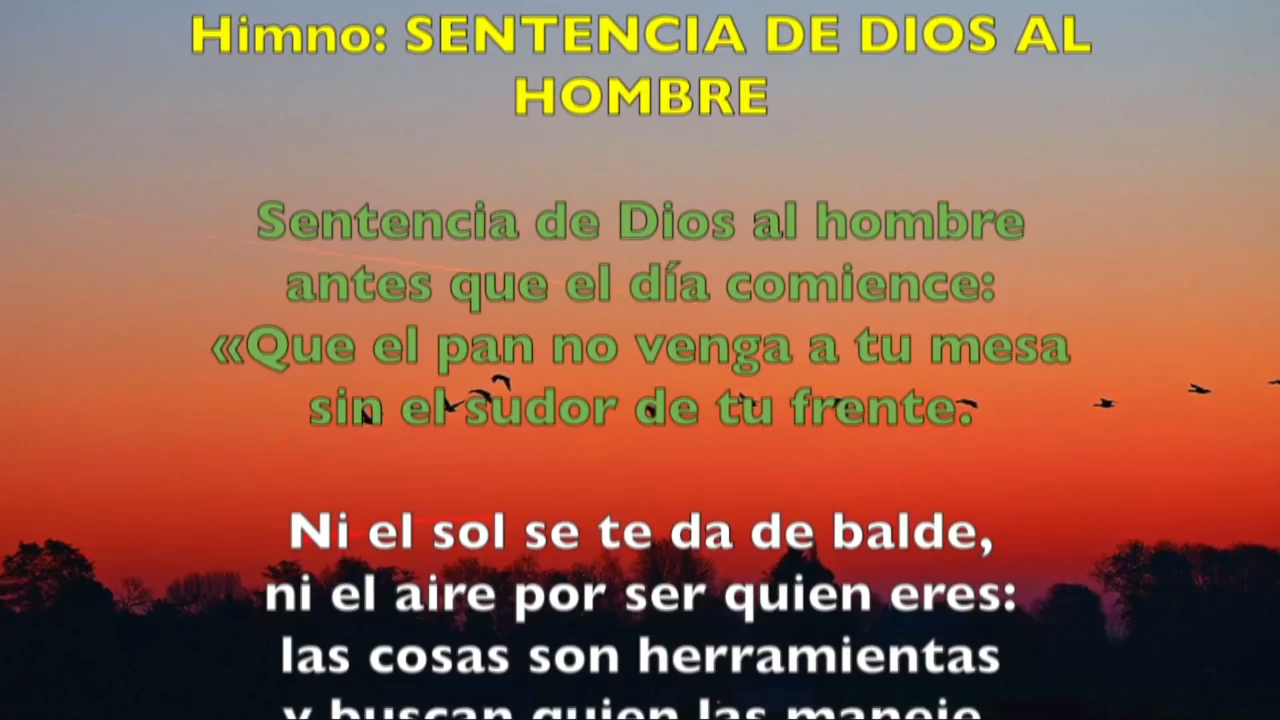 Himno: SENTENCIA DE DIOS AL
HOMBRE
Sentencia de Dios al hombre
antes que el día comience:
«Que el pan no venga a tu mesa
sin el sudor de tu frente.
Ni el sol se te da de balde,
ni el aire por ser quien eres:
las cosas son herramientas
y buscan quien las maneje.